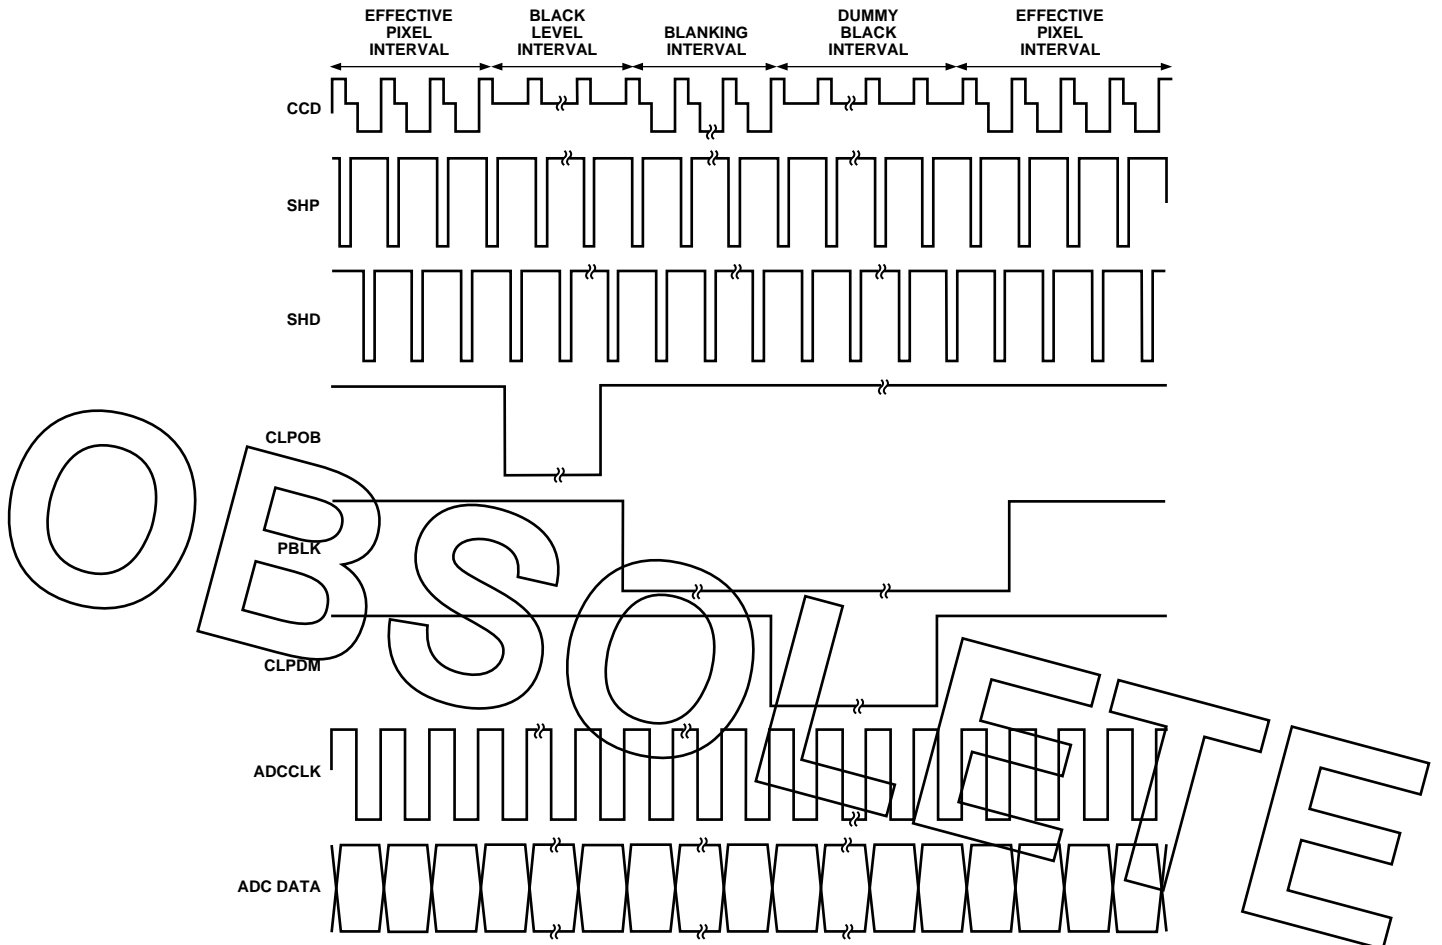 EFFECTIVE
PIXEL
INTERVAL
BLACK
LEVEL
INTERVAL
BLANKING
INTERVAL
DUMMY
BLACK
INTERVAL
EFFECTIVE
PIXEL
INTERVAL
CCD
SHP
SHD
CLPOB
PBLK
CLPDM
ADCCLK
ADC DATA
OBSOLETE